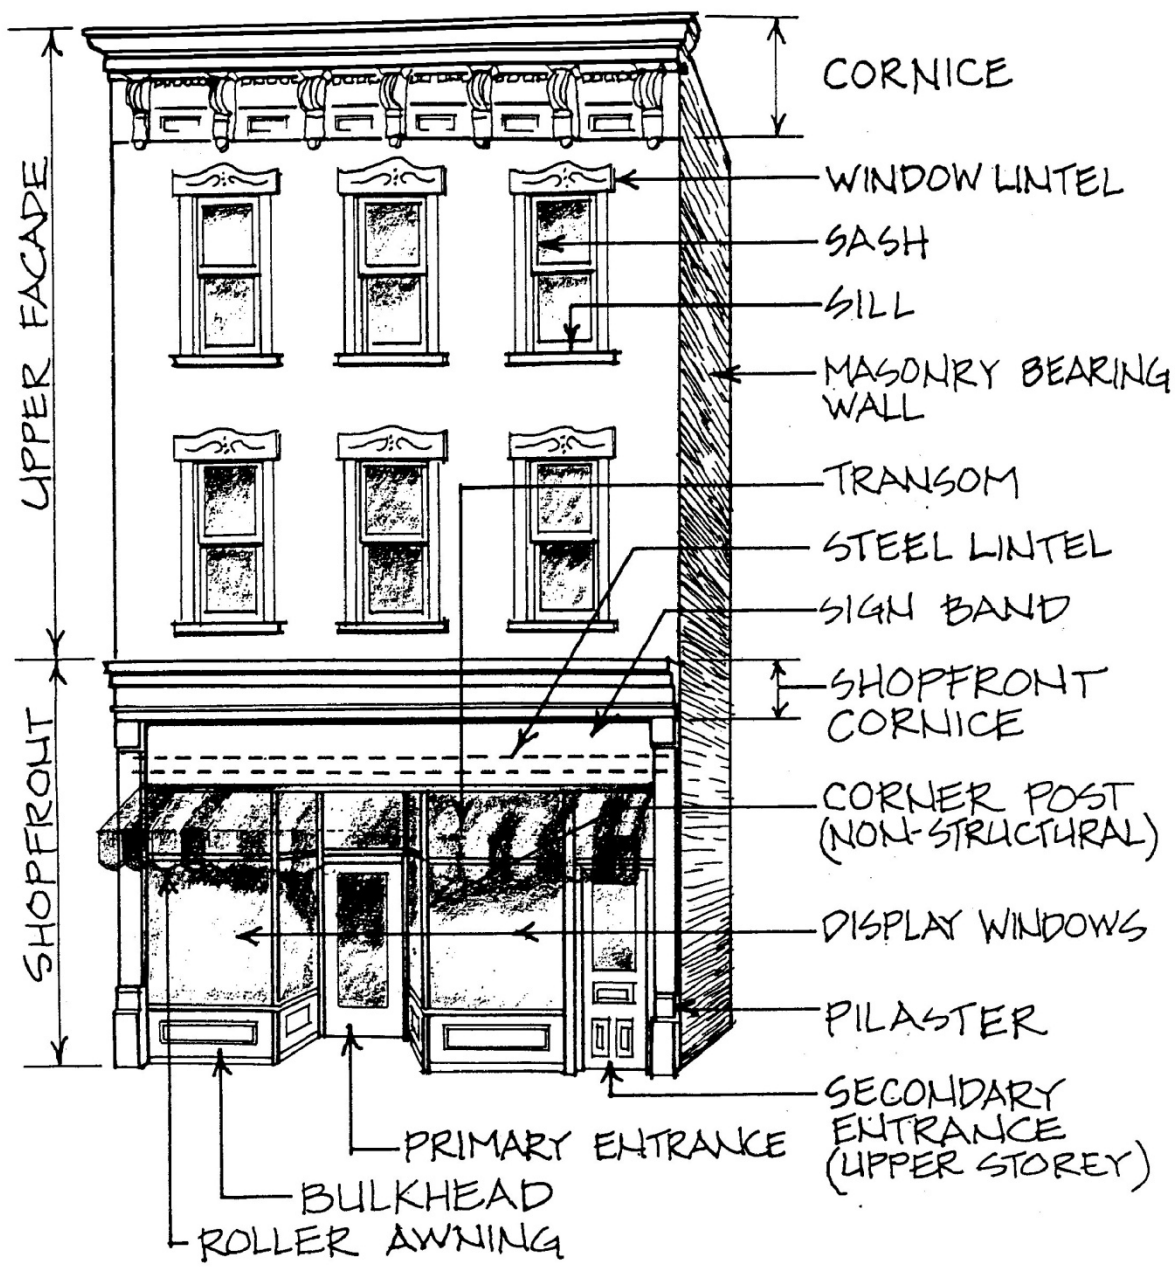 CORNICE
WINDOW LINTEL
SASH
SILL
MASONRY BEARING
WALL
TRANSOM
STEEL LINTEL
SIGN BAND
SHOPFRONT
CORNICE
CORNER POST
(NON-STRUCTURAL)
DISPLAY WINDOWS
PILASTER
SECONDARY
ENTRANCE
(UPPER STOREY)
PRIMARY ENTRANCE
BULKHEAD
ROLLER AWNING
UPPER FACADE
SHOPFRONT